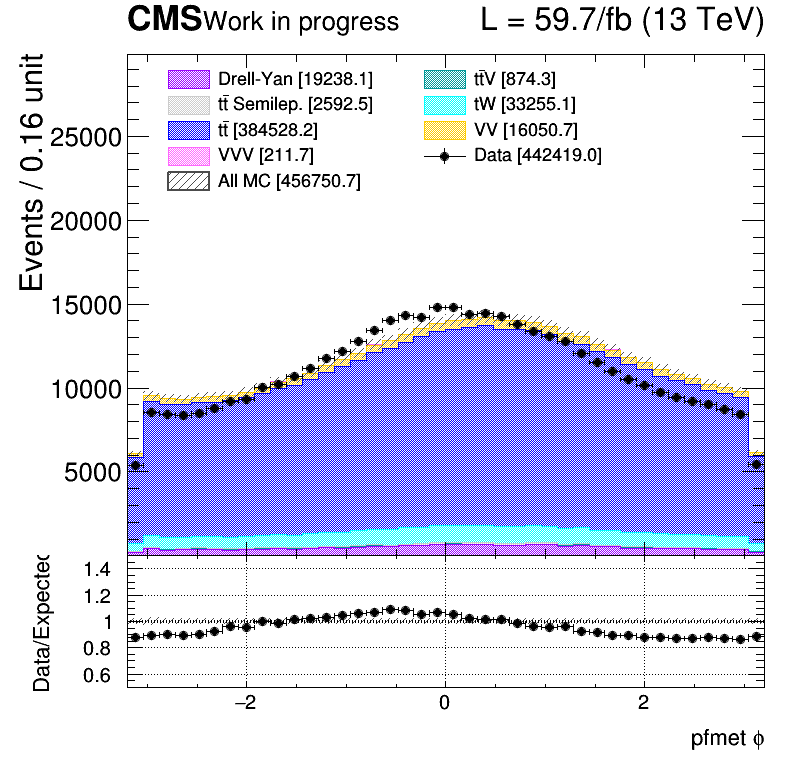 CMS Work in progress L = 59.7/fb (13 TeV)
Events / 0.16 unit
Drell-Yan [19238.1] tt̄V [874.3]
tt̄ Semilep. [2592.5] tW [33255.1]
tt̄ [384528.2] VV [16050.7]
VVV [211.7] Data [442419.0]
All MC [456750.7]
25000
20000
15000
10000
5000
Data/Expected
1.4
1.2
1
0.8
0.6
−2 0 2
pfmet ϕ